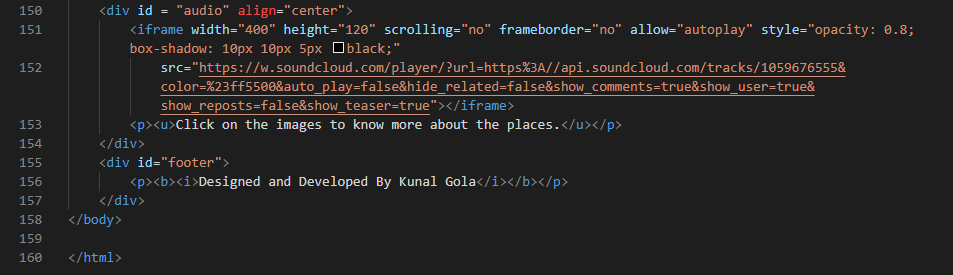 150 <div id = "audio" align="center">
151 <iframe width="400" height="120" scrolling="no" frameborder="no" allow="autoplay" style="opacity: 0.8;
box-shadow: 10px 10px 5px black;"
152 src="https://w.soundcloud.com/player/?url=https%3A//api.soundcloud.com/tracks/1059676555&
color=%23ff5500&auto_play=false&hide_related=false&show_comments=true&show_user=true&
show_reposts=false&show_teaser=true"></iframe>
153 <p><u>Click on the images to know more about the places.</u></p>
154 </div>
155 <div id="footer">
156 <p><b><i>Designed and Developed By Kunal Gola</i></b></p>
157 </div>
158 </body>
159
160 </html>